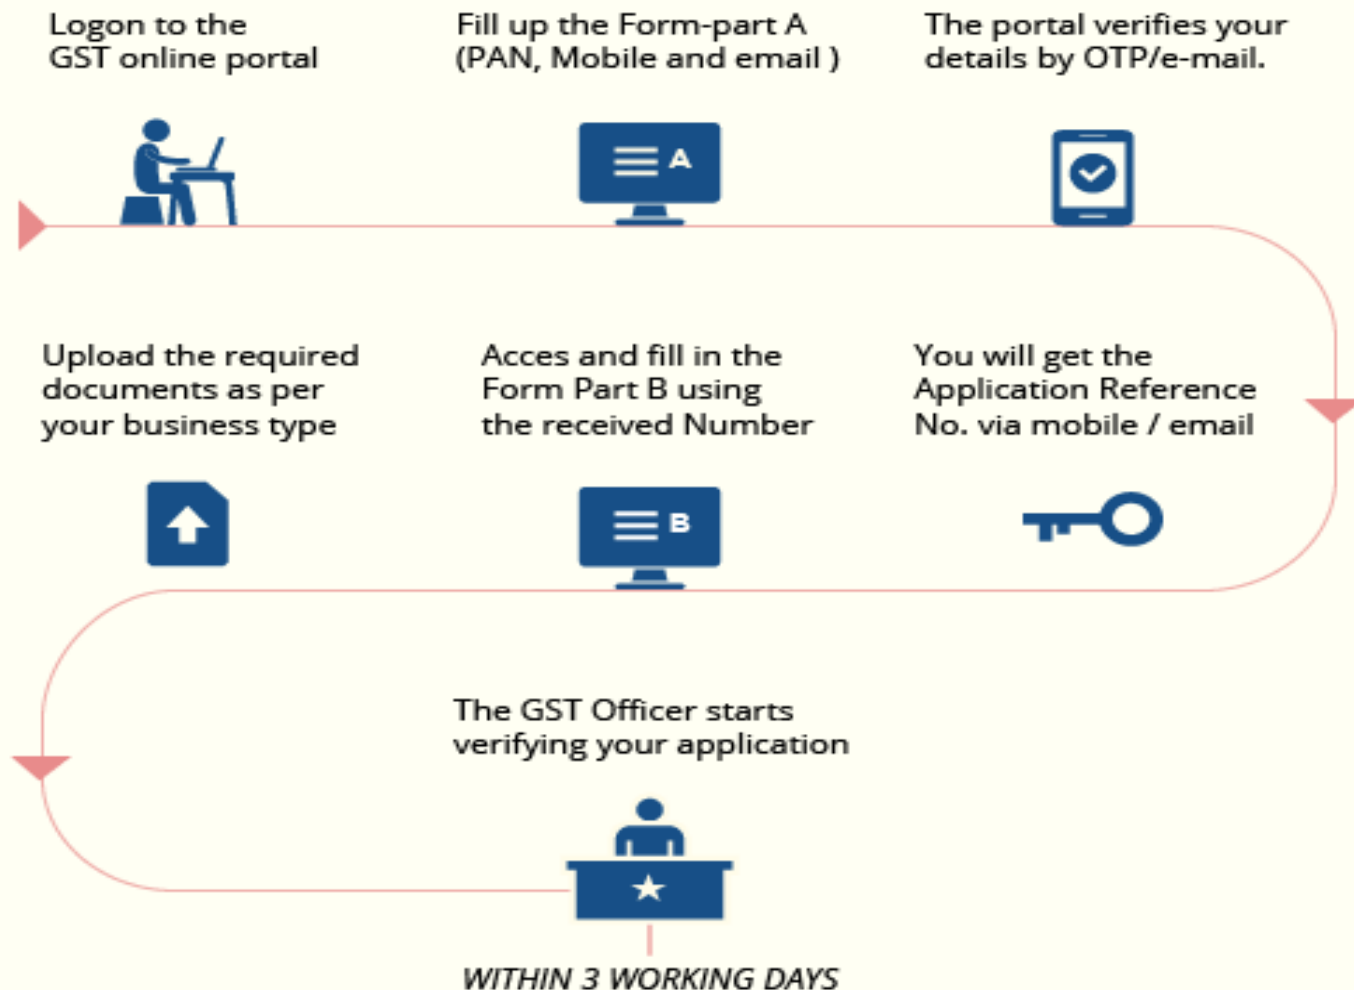 Logon to the
GST online portal
Fill up the Form-part A
(PAN, Mobile and email )
The portal verifies your
details by OTP/e-mail.
A
You will get the
Application Reference
No. via mobile / email
Acces and fill in the
Form Part B using
the received Number
B
Upload the required
documents as per
your business type
The GST Officer starts
verifying your application
WITHIN 3 WORKING DAYS